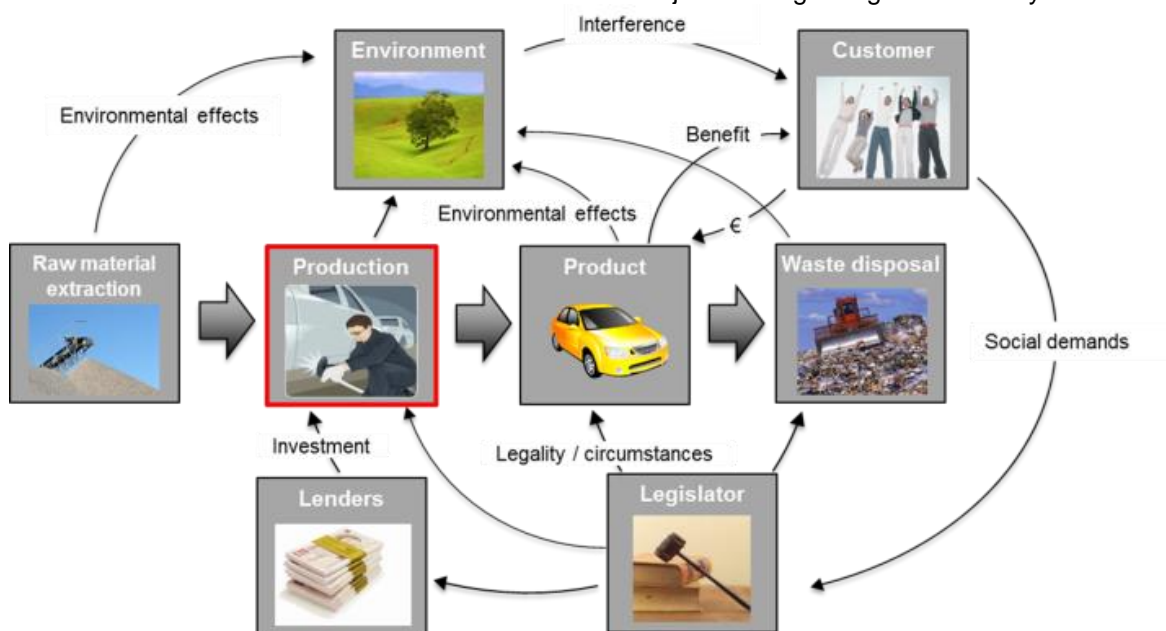 Interference
Environment
Customer
Environmental effects
Benefit
Environmental effects
€
Raw material
extraction
Production
Product
Waste disposal
Social demands
Investment
Legality / circumstances
Lenders
Legislator